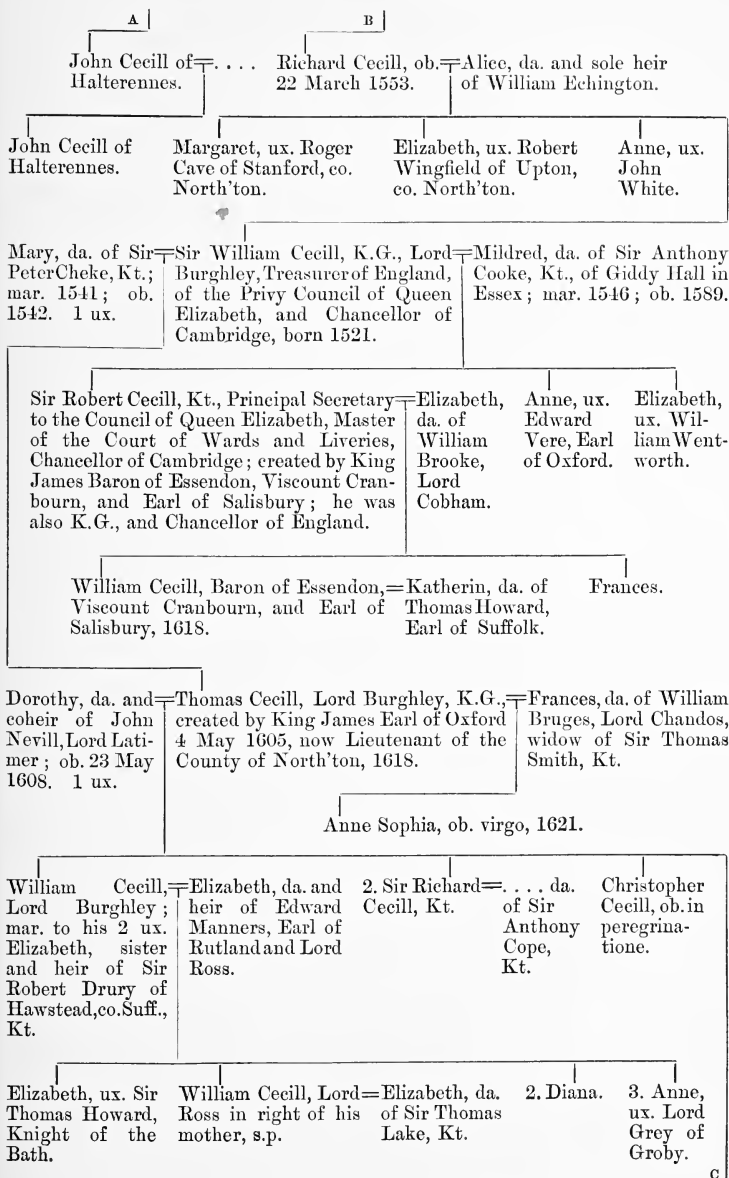 A B
John Cecill of=. . . . Richard Cecill, ob.=Alice, da. and sole heir
Halterennes. 22 March 1553. of William Echington.
John Cecill of Margaret, ux. Roger Elizabeth, ux. Robert Anne, ux.
Halterennes. Cave of Stanford, co. Wingfield of Upton, John
North'ton. co. North'ton. White.
Mary, da. of Sir=Sir William Cecill, K.G., Lord=Mildred, da. of Sir Anthony
Peter Cheke, Kt.; Burghley, Treasurer of England, Cooke, Kt., of Giddy Hall in
mar. 1541; ob. of the Privy Council of Queen Essex; mar. 1546; ob. 1589.
1542. 1 ux. Elizabeth, and Chancellor of
Cambridge, born 1521.
Sir Robert Cecill, Kt., Principal Secretary=Elizabeth, Anne, ux. Elizabeth,
to the Council of Queen Elizabeth, Master da. of Edward ux. Wil-
of the Court of Wards and Liveries, William Vere, Earl liam Went-
Chancellor of Cambridge; created by King Brooke, of Oxford. worth.
James Baron of Essendon, Viscount Cran- Lord
bourn, and Earl of Salisbury; he was Cobham.
also K.G., and Chancellor of England.
William Cecill, Baron of Essendon,=Katherin, da. of Frances.
Viscount Cranbourn, and Earl of Thomas Howard,
Salisbury, 1618. Earl of Suffolk.
Dorothy, da. and=Thomas Cecill, Lord Burghley, K.G.,=Frances, da. of William
coheir of John created by King James Earl of Oxford Bruges, Lord Chandos,
Nevill, Lord Lati- 4 May 1605, now Lieutenant of the widow of Sir Thomas
mer; ob. 23 May County of North'ton, 1618. Smith, Kt.
1608. 1 ux.
Anne Sophia, ob. virgo, 1621.
William Cecill,=Elizabeth, da. and 2. Sir Richard=. . . . da. Christopher
Lord Burghley; heir of Edward Cecill, Kt. of Sir Cecill, ob. in
mar. to his 2 ux. Manners, Earl of Anthony peregrina-
Elizabeth, sister Rutland and Lord Cope, tione.
and heir of Sir Ross. Kt.
Robert Drury of
Hawstead, co. Suff.,
Kt.
Elizabeth, ux. Sir William Cecill, Lord=Elizabeth, da. 2. Diana. 3. Anne,
Thomas Howard, Ross in right of his of Sir Thomas ux. Lord
Knight of the mother, s.p. Lake, Kt. Grey of
Bath. Groby.
C